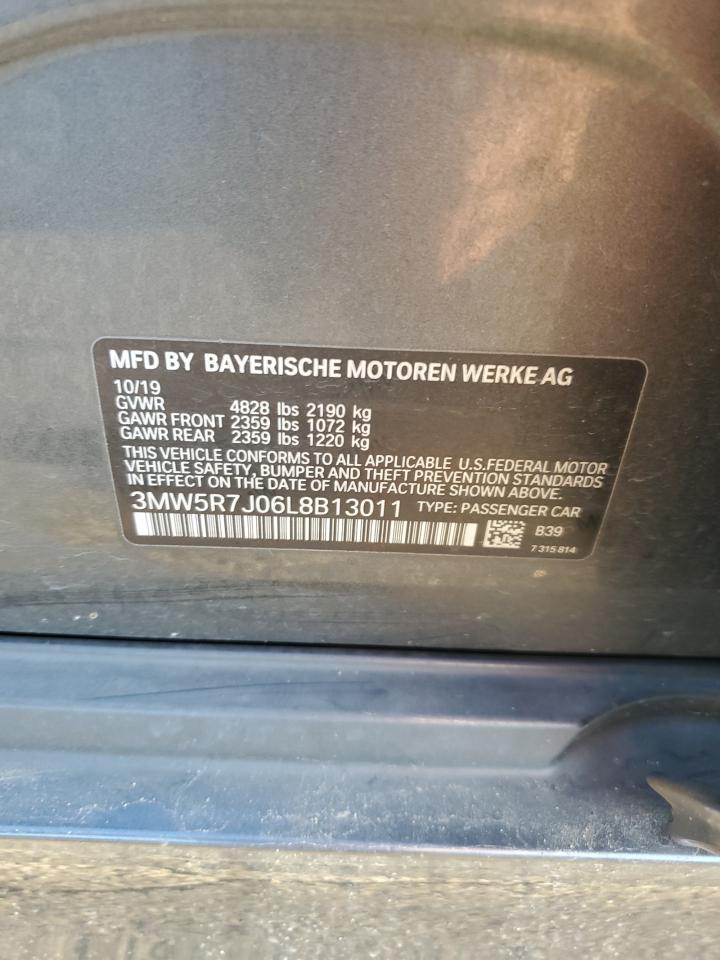 MFD BY BAYERISCHE MOTOREN WERKE AG
10/19
GVWR 4828 lbs 2190 kg
GAWR FRONT 2359 lbs 1072 kg
GAWR REAR 2359 lbs 1220 kg
THIS VEHICLE CONFORMS TO ALL APPLICABLE U.S.FEDERAL MOTOR
VEHICLE SAFETY, BUMPER AND THEFT PREVENTION STANDARDS
IN EFFECT ON THE DATE OF MANUFACTURE SHOWN ABOVE.
3MW5R7J06L8B13011 TYPE: PASSENGER CAR
B39
7 315 814